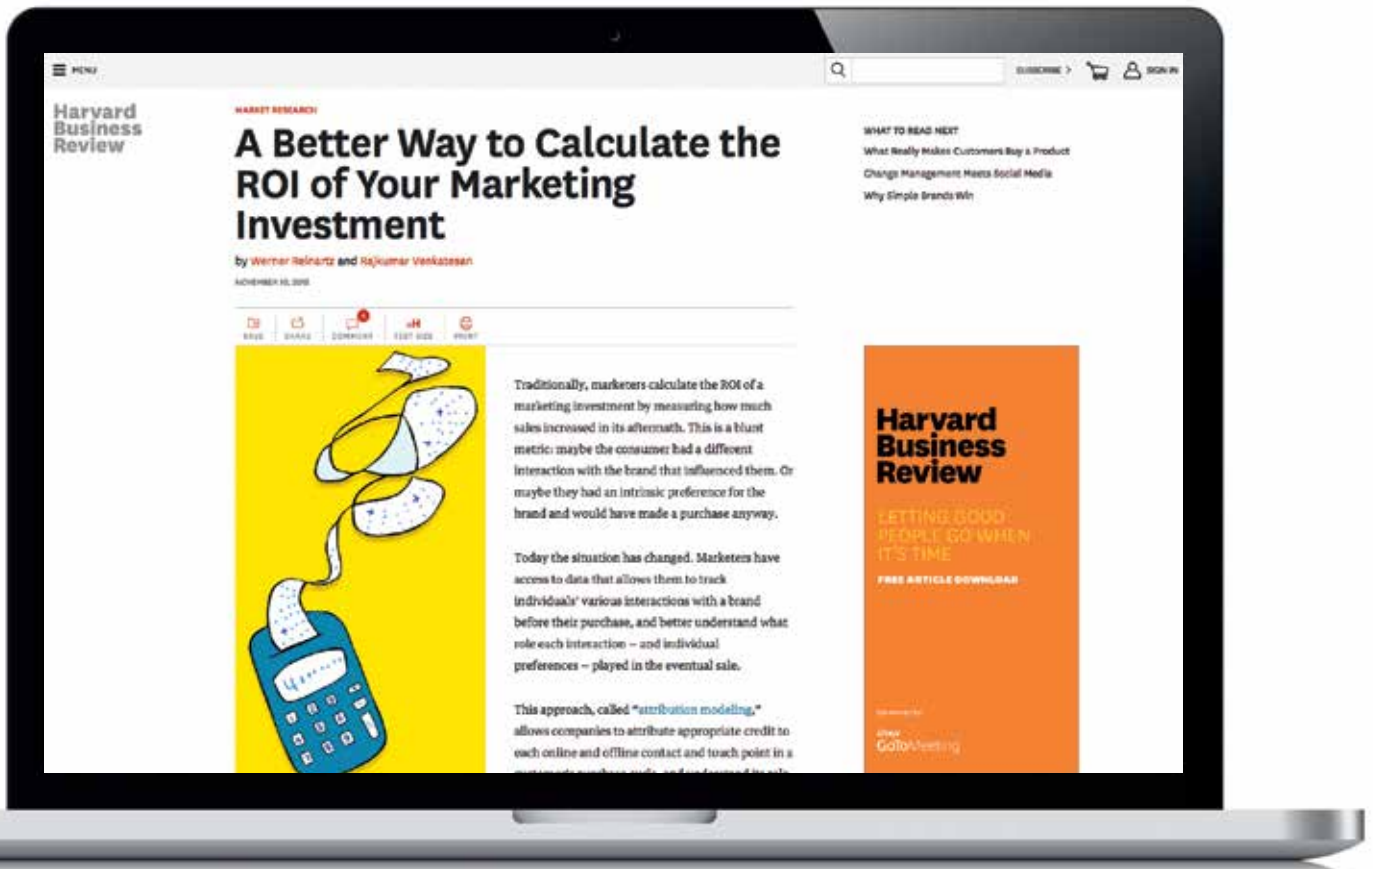 MENU
SUBSCRIBE >
SIGN IN
Harvard
Business
Review
MARKET RESEARCH
A Better Way to Calculate the
ROI of Your Marketing
Investment
by Werner Reinartz and Rajkumar Venkatesan
NOVEMBER 10,
SAVE
SHARE
COMMENT
TEXT SIZE
PRINT
Traditionally, marketers calculate the ROI of a
marketing investment by measuring how much
sales increased in its aftermath. This is a blunt
metric: maybe the consumer had a different
interaction with the brand that influenced them. Or
maybe they had an intrinsic preference for the
brand and would have made a purchase anyway.
Today the situation has changed. Marketers have
access to data that allows them to track
individuals' various interactions with a brand
before their purchase, and better understand what
role each interaction – and individual
preferences – played in the eventual sale.
This approach, called “attribution modeling,”
allows companies to attribute appropriate credit to
each online and offline contact and touch point in a
WHAT TO READ NEXT
What Really Makes Customers Buy a Product
Change Management Meets Social Media
Why Simple Brands Win
Harvard
Business
Review
LETTING GOOD
PEOPLE GO WHEN
IT'S TIME
FREE ARTICLE DOWNLOAD
GoToMeeting